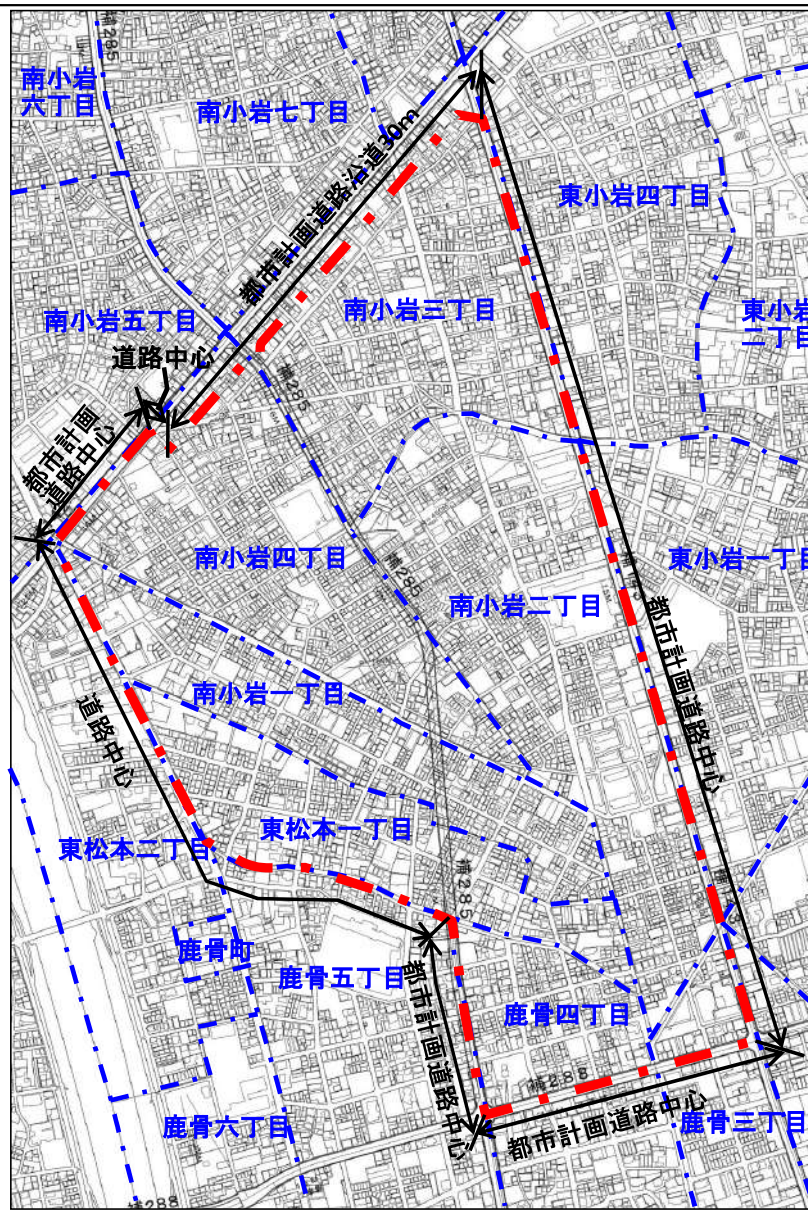 補285
南小岩
六丁目
南小岩七丁目
都市計画道路沿道30m
東小岩四丁目
南小岩三丁目
東小岩
二丁目
南小岩五丁目
道路中心
補285
都市計画
道路中心
南小岩四丁目
補285
東小岩一丁目
南小岩二丁目
都市計画道路中心
南小岩一丁目
道路中心
東松本一丁目
東松本二丁目
補285
鹿骨町
鹿骨五丁目
都市計画道路中心
鹿骨四丁目
補288
都市計画道路中心
鹿骨三丁目
鹿骨六丁目
補288